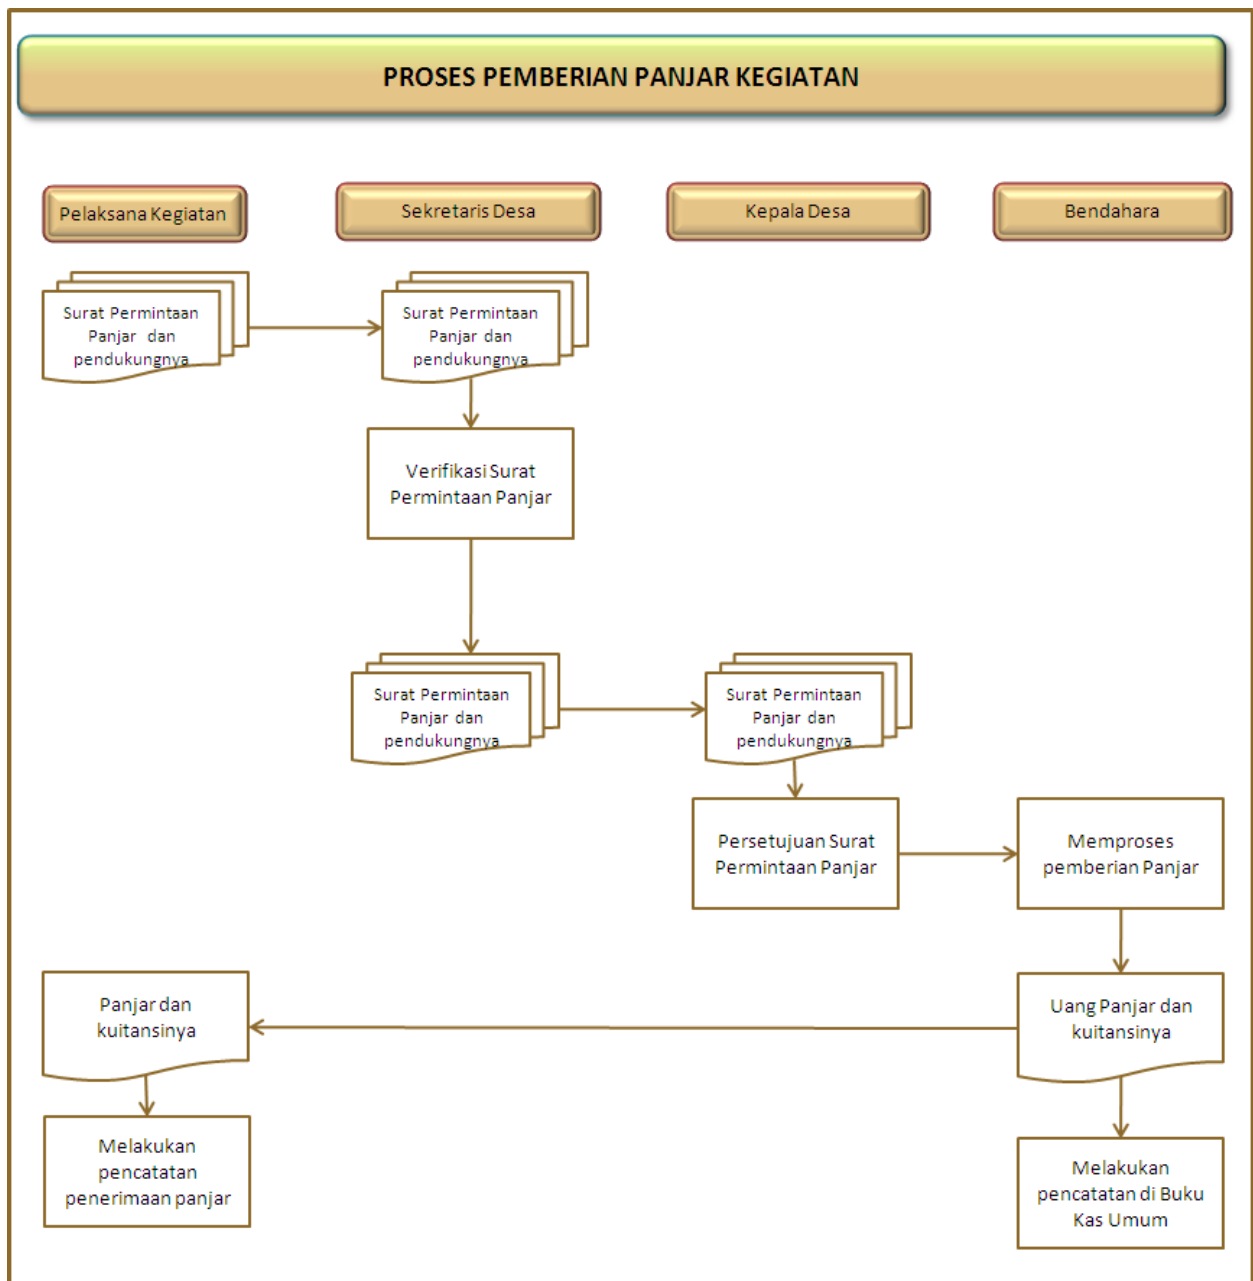 PROSES PEMBERIAN PANJAR KEGIATAN
Pelaksana Kegiatan
Sekretaris Desa
Kepala Desa
Bendahara
Surat Permintaan
Panjar dan
pendukungnya
Surat Permintaan
Panjar dan
pendukungnya
Verifikasi Surat
Permintaan Panjar
Surat Permintaan
Panjar dan
pendukungnya
Surat Permintaan
Panjar dan
pendukungnya
Persetujuan Surat
Permintaan Panjar
Memproses
pemberian Panjar
Panjar dan
kuitansinya
Uang Panjar dan
kuitansinya
Melakukan
pencatatan
penerimaan panjar
Melakukan
pencatatan di Buku
Kas Umum